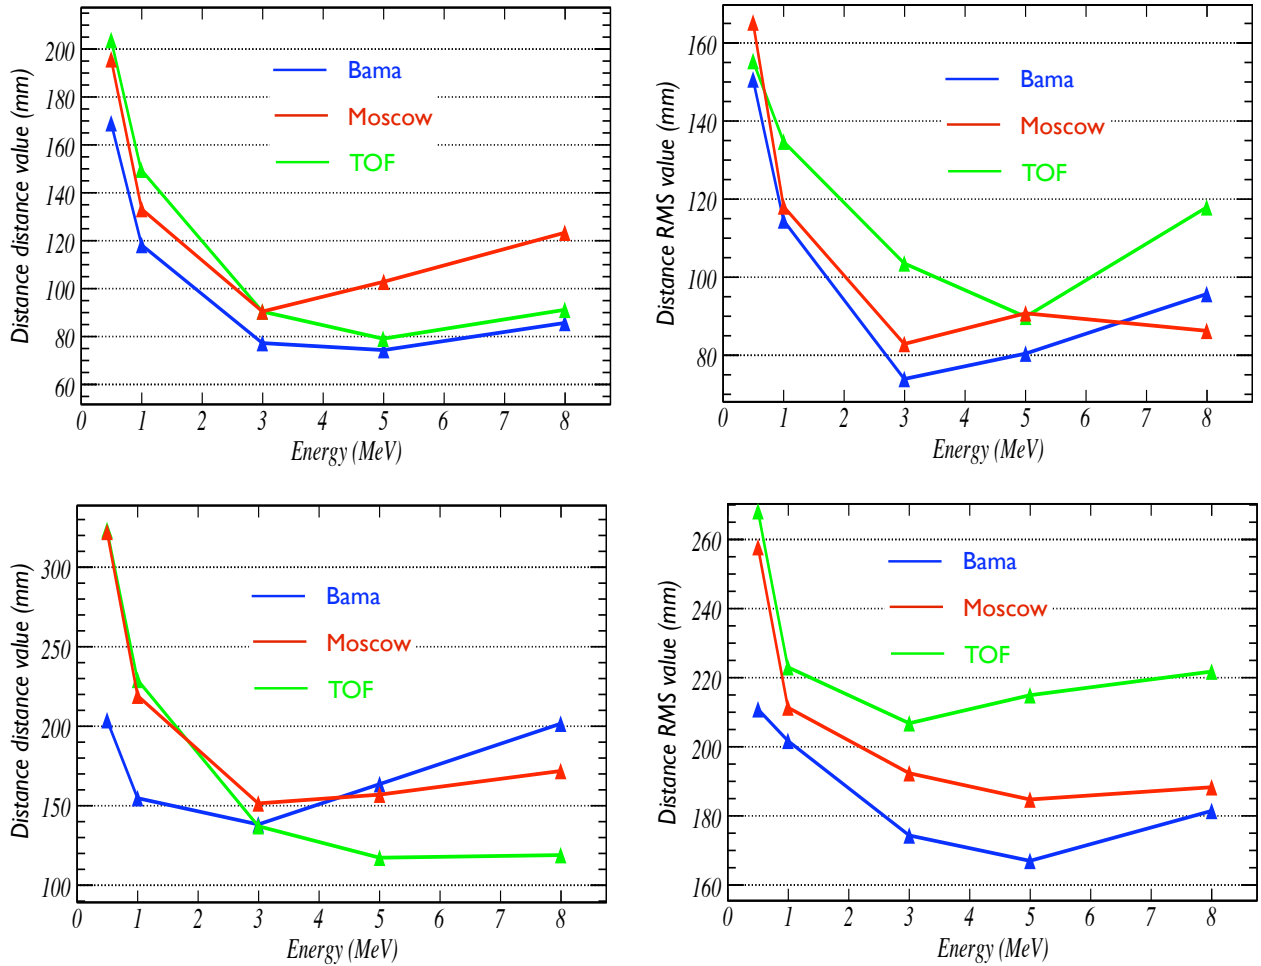 Distance distance value (mm)
200
180
160
140
120
100
80
60
Bama
Moscow
TOF
0 1 2 3 4 5 6 7 8
Energy (MeV)
Distance RMS value (mm)
160
140
120
100
80
Bama
Moscow
TOF
0 1 2 3 4 5 6 7 8
Energy (MeV)
Distance distance value (mm)
300
250
200
150
100
Bama
Moscow
TOF
0 1 2 3 4 5 6 7 8
Energy (MeV)
Distance RMS value (mm)
260
240
220
200
180
160
Bama
Moscow
TOF
0 1 2 3 4 5 6 7 8
Energy (MeV)